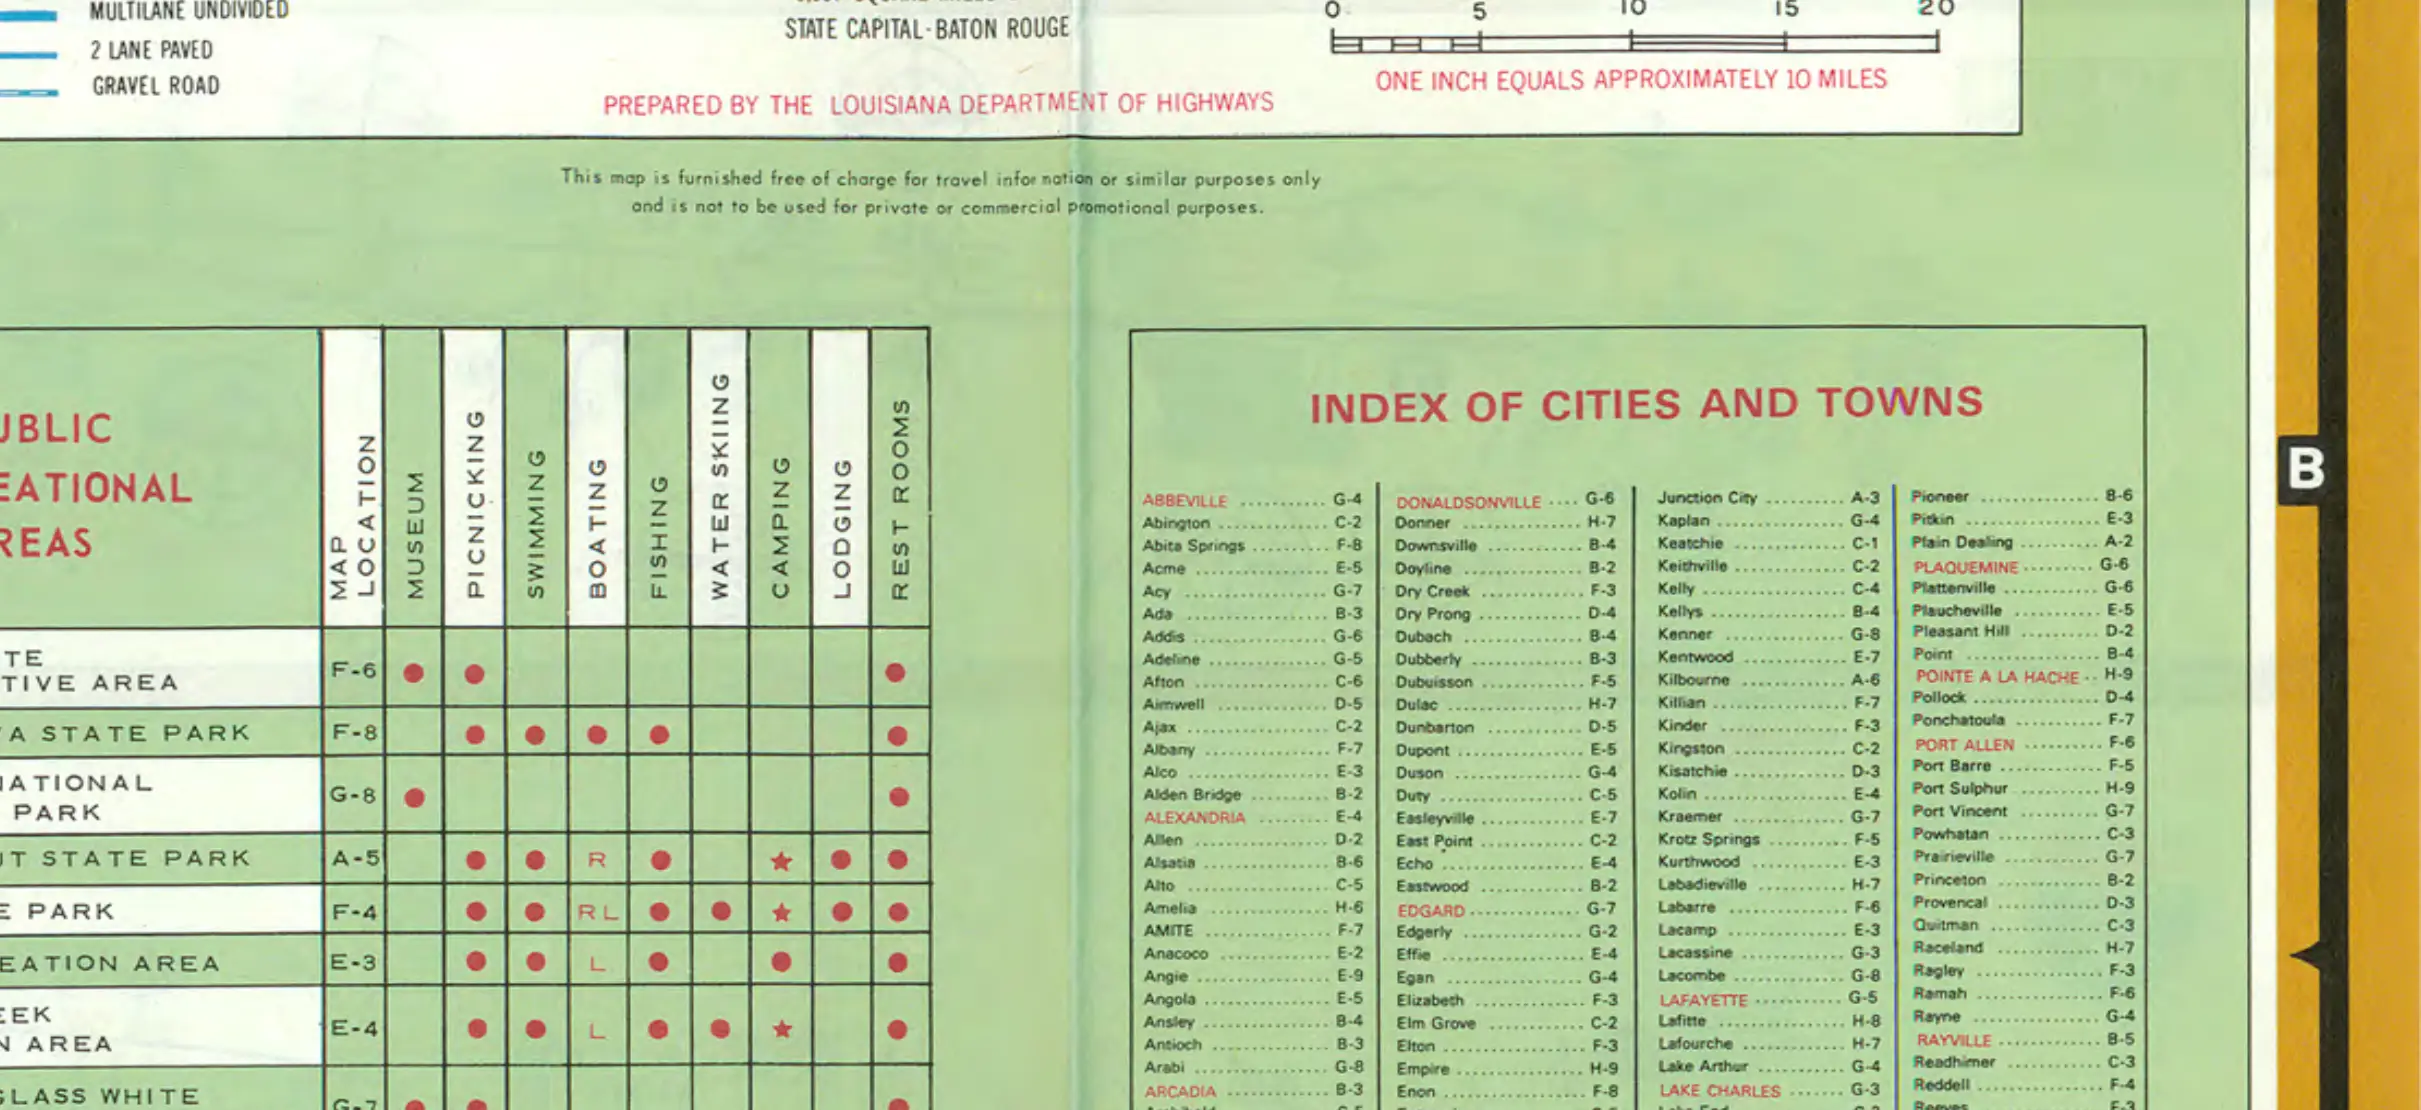 MULTILANE UNDIVIDED
2 LANE PAVED
GRAVEL ROAD
STATE CAPITAL-BATON ROUGE
PREPARED BY THE LOUISIANA DEPARTMENT OF HIGHWAYS
0 5 10 15 20
ONE INCH EQUALS APPROXIMATELY 10 MILES
This map is furnished free of charge for travel information or similar purposes only
and is not to be used for private or commercial promotional purposes.
UBLIC
EATIONAL
REAS
MAP LOCATION
MUSEUM
PICNICKING
SWIMMING
BOATING
FISHING
WATER SKIING
CAMPING
LODGING
REST ROOMS
TE
TIVE AREA F-6
TA STATE PARK F-8
NATIONAL
PARK G-8
UT STATE PARK A-5 R
E PARK F-4 RL
EATION AREA E-3 L
EEK
N AREA E-4 L
GLASS WHITE
G-7
INDEX OF CITIES AND TOWNS
ABBEVILLE G-4
Abington C-2
Abita Springs F-8
Acme E-5
Acy G-7
Ada B-3
Addis G-6
Adeline G-5
Afton C-6
Aimwell D-5
Ajax C-2
Albany F-7
Alco E-3
Alden Bridge B-2
ALEXANDRIA E-4
Allen D-2
Alsatia B-6
Alto C-5
Amelia H-6
AMITE F-7
Anacoco E-2
Angie E-9
Angola E-5
Ansley B-4
Antioch B-3
Arabi G-8
ARCADIA B-3
DONALDSONVILLE G-6
Donner H-7
Downsville B-4
Doyline B-2
Dry Creek F-3
Dry Prong D-4
Dubach B-4
Dubberly B-3
Dubuisson F-5
Dulac H-7
Dunbarton D-5
Dupont E-5
Duson G-4
Duty C-5
Easleyville E-7
East Point C-2
Echo E-4
Eastwood B-2
EDGARD G-7
Edgerly G-2
Effie E-4
Egan G-4
Elizabeth F-3
Elm Grove C-2
Elton F-3
Empire H-9
Enon F-8
Junction City A-3
Kaplan G-4
Keatchie C-1
Keithville C-2
Kelly C-4
Kellys B-4
Kenner G-8
Kentwood E-7
Kilbourne A-6
Killian F-7
Kinder F-3
Kingston C-2
Kisatchie D-3
Kolin E-4
Kraemer G-7
Krotz Springs F-5
Kurthwood E-3
Labadieville H-7
Labarre F-6
Lacamp E-3
Lacassine G-3
Lacombe G-8
LAFAYETTE G-5
Lafitte H-8
Lafourche H-7
Lake Arthur G-4
LAKE CHARLES G-3
Pioneer B-6
Pitkin E-3
Plain Dealing A-2
PLAQUEMINE G-6
Plattenville G-6
Plaucheville E-5
Pleasant Hill D-2
Point B-4
POINTE A LA HACHE H-9
Pollock D-4
Ponchatoula F-7
PORT ALLEN F-6
Port Barre F-5
Port Sulphur H-9
Port Vincent G-7
Powhatan C-3
Prairieville G-7
Princeton B-2
Provencal D-3
Quitman C-3
Raceland H-7
Ragley F-3
Ramah F-6
Rayne G-4
RAYVILLE B-5
Readhimer C-3
Reddell F-4
Reeves F-3
B